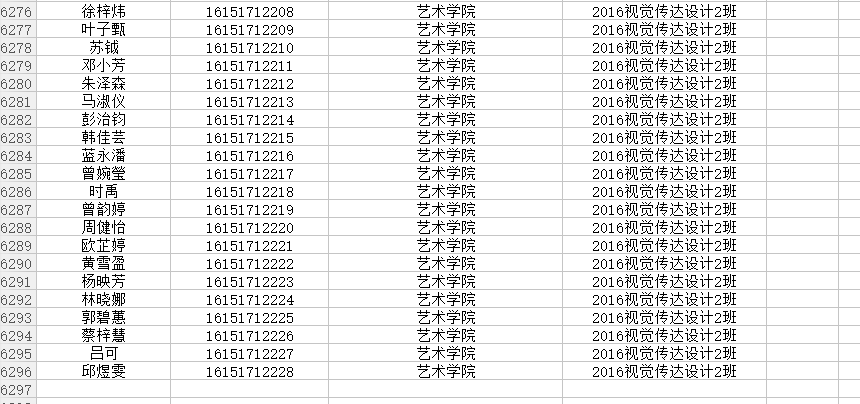 6276 徐梓炜 16151712208 艺术学院 2016视觉传达设计2班
6277 叶子甄 16151712209 艺术学院 2016视觉传达设计2班
6278 苏钺 16151712210 艺术学院 2016视觉传达设计2班
6279 邓小芳 16151712211 艺术学院 2016视觉传达设计2班
6280 朱泽森 16151712212 艺术学院 2016视觉传达设计2班
6281 马淑仪 16151712213 艺术学院 2016视觉传达设计2班
6282 彭治钧 16151712214 艺术学院 2016视觉传达设计2班
6283 韩佳芸 16151712215 艺术学院 2016视觉传达设计2班
6284 蓝永潘 16151712216 艺术学院 2016视觉传达设计2班
6285 曾婉莹 16151712217 艺术学院 2016视觉传达设计2班
6286 时禹 16151712218 艺术学院 2016视觉传达设计2班
6287 曾韵婷 16151712219 艺术学院 2016视觉传达设计2班
6288 周健怡 16151712220 艺术学院 2016视觉传达设计2班
6289 欧芷婷 16151712221 艺术学院 2016视觉传达设计2班
6290 黄雪盈 16151712222 艺术学院 2016视觉传达设计2班
6291 杨映芳 16151712223 艺术学院 2016视觉传达设计2班
6292 林晓娜 16151712224 艺术学院 2016视觉传达设计2班
6293 郭碧蕙 16151712225 艺术学院 2016视觉传达设计2班
6294 蔡梓慧 16151712226 艺术学院 2016视觉传达设计2班
6295 吕可 16151712227 艺术学院 2016视觉传达设计2班
6296 邱煜雯 16151712228 艺术学院 2016视觉传达设计2班
6297